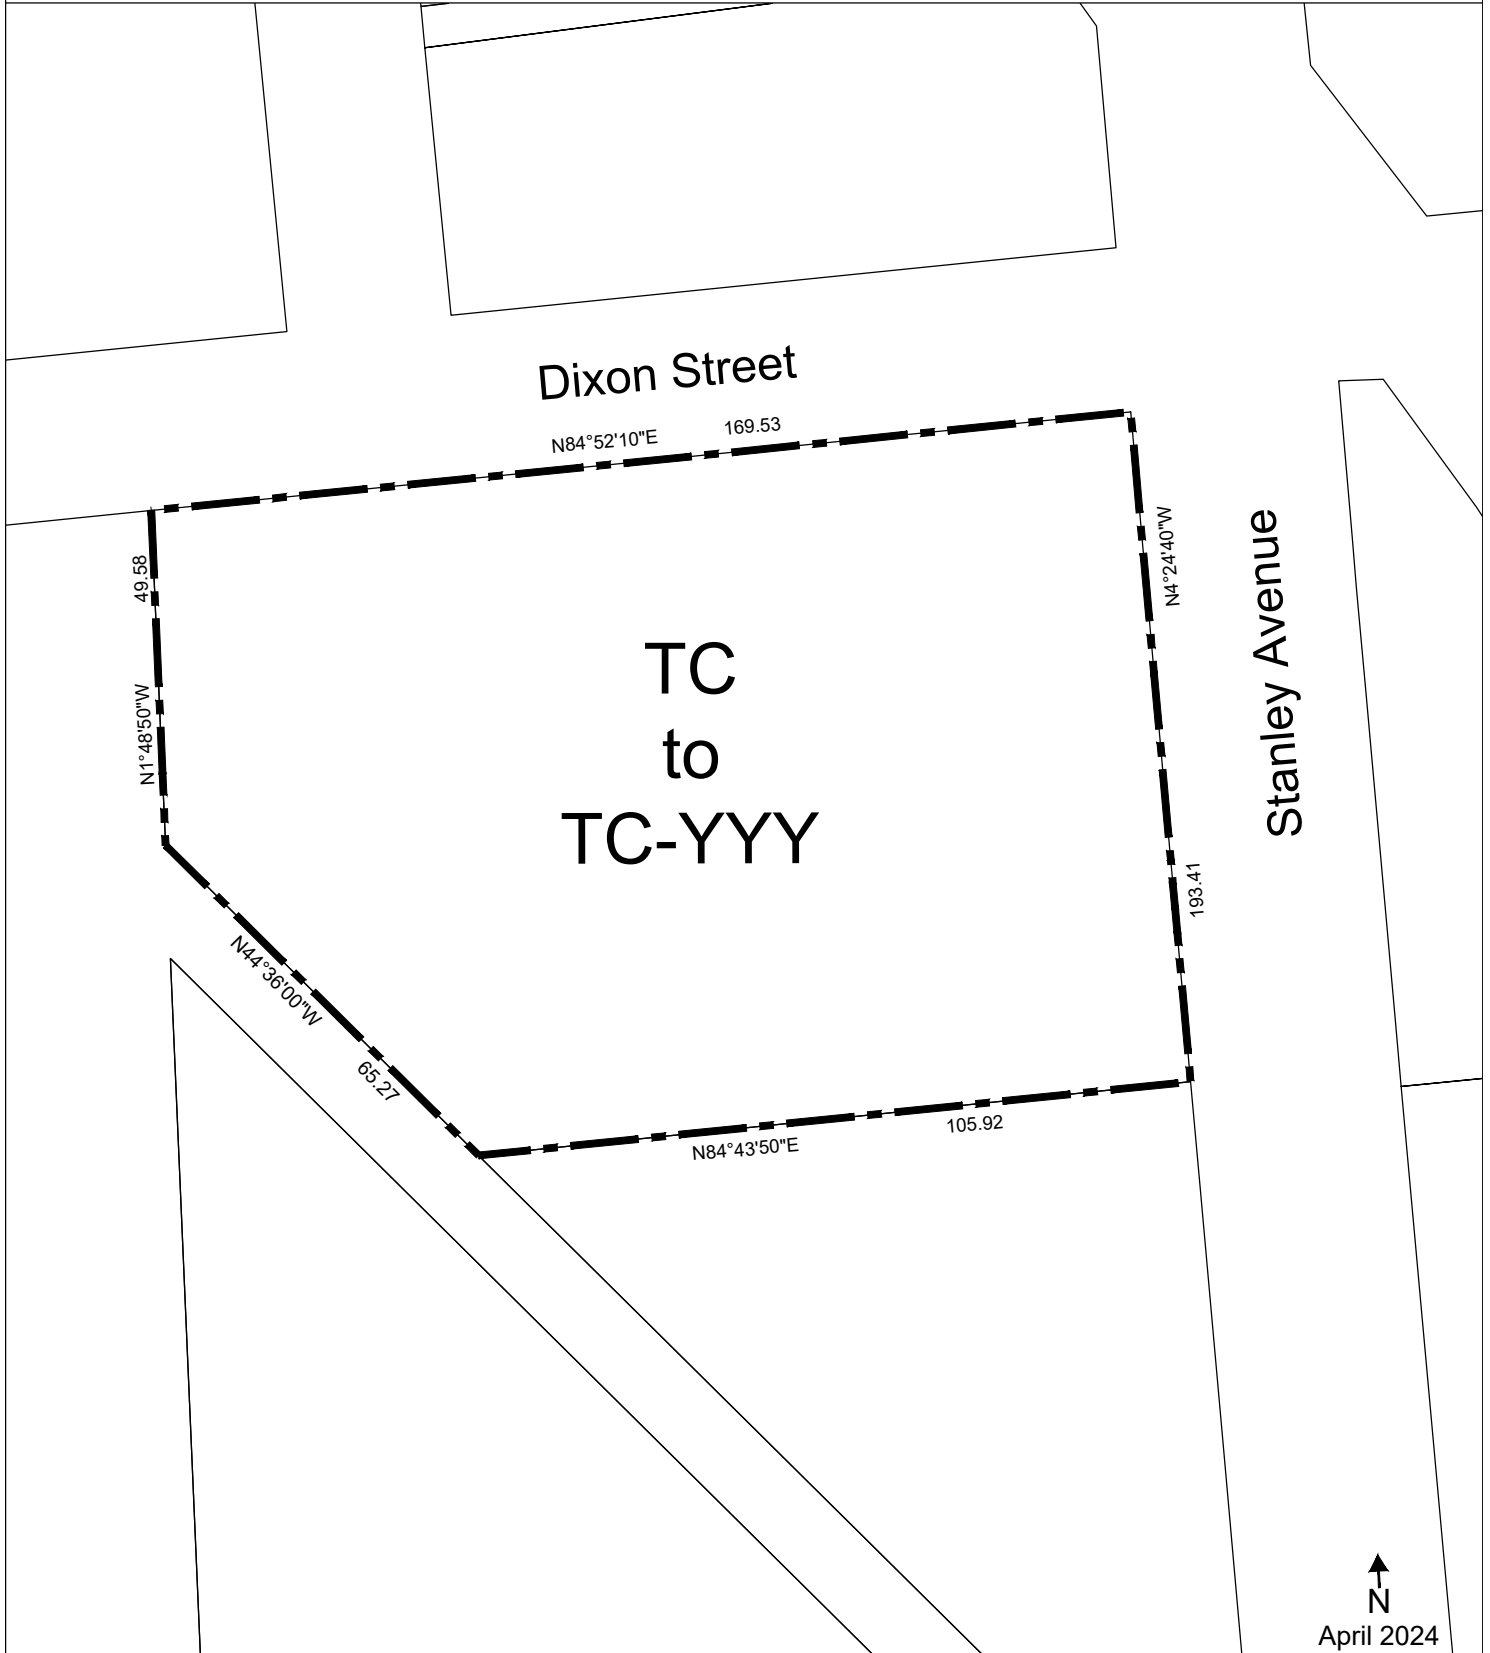 Dixon Street
N84°52'10"E
169.53
49.58
N4°24'40"W
Stanley Avenue
TC
to
TC-YYY
N1°48'50"W
193.41
N44°36'00"W
65.27
105.92
N84°43'50"E
N
April 2024